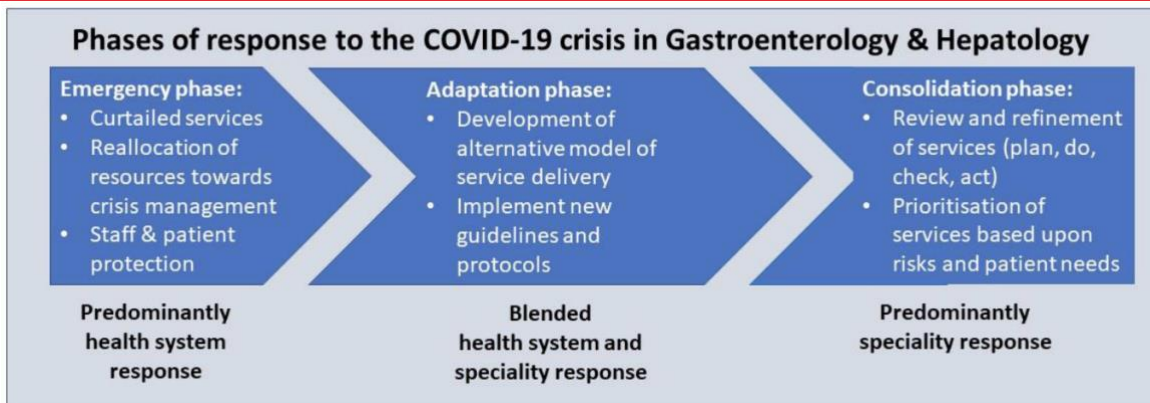 Phases of response to the COVID-19 crisis in Gastroenterology & Hepatology
Emergency phase:
• Curtailed services
• Reallocation of
resources towards
crisis management
• Staff & patient
protection
Predominantly
health system
response
Adaptation phase:
• Development of
alternative model of
service delivery
• Implement new
guidelines and
protocols
Blended
health system and
speciality response
Consolidation phase:
• Review and refinement
of services (plan, do,
check, act)
• Prioritisation of
services based upon
risks and patient needs
Predominantly
speciality response